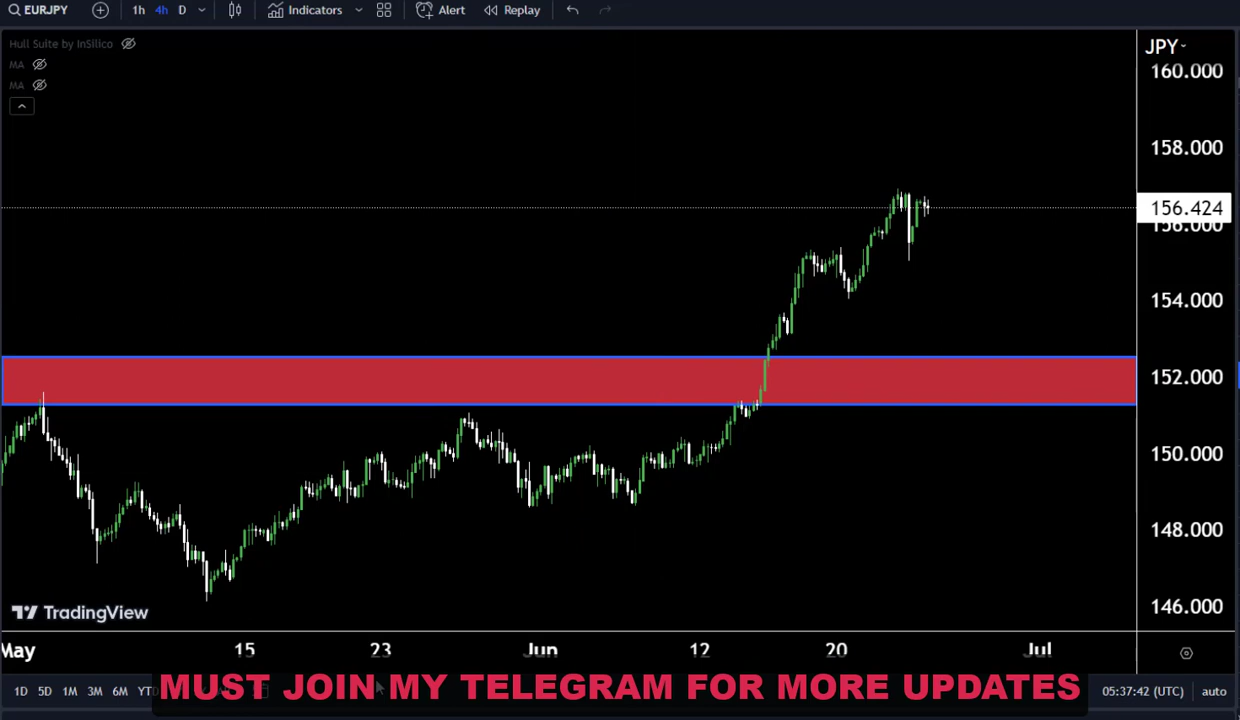 EURJPY 1h 4h D Indicators Alert Replay
Hull Suite by InSilico
MA
MA
JPY
160.000
158.000
156.424
156.000
154.000
152.000
150.000
148.000
146.000
TradingView
May 15 23 Jun 12 20 Jul
1D 5D 1M 3M 6M YTD
MUST JOIN MY TELEGRAM FOR MORE UPDATES
05:37:42 (UTC) auto